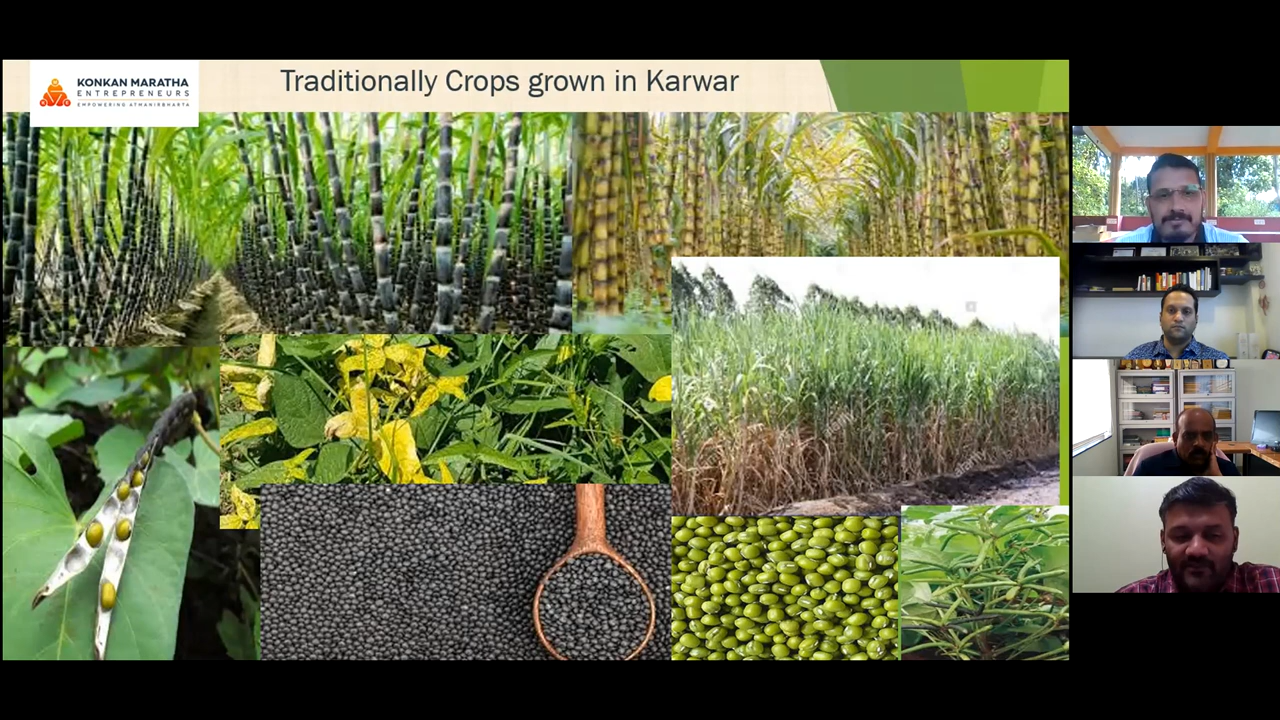 KONKAN MARATHA
ENTREPRENEURS
EMPOWERING ATMANIRBHARTA
Traditionally Crops grown in Karwar